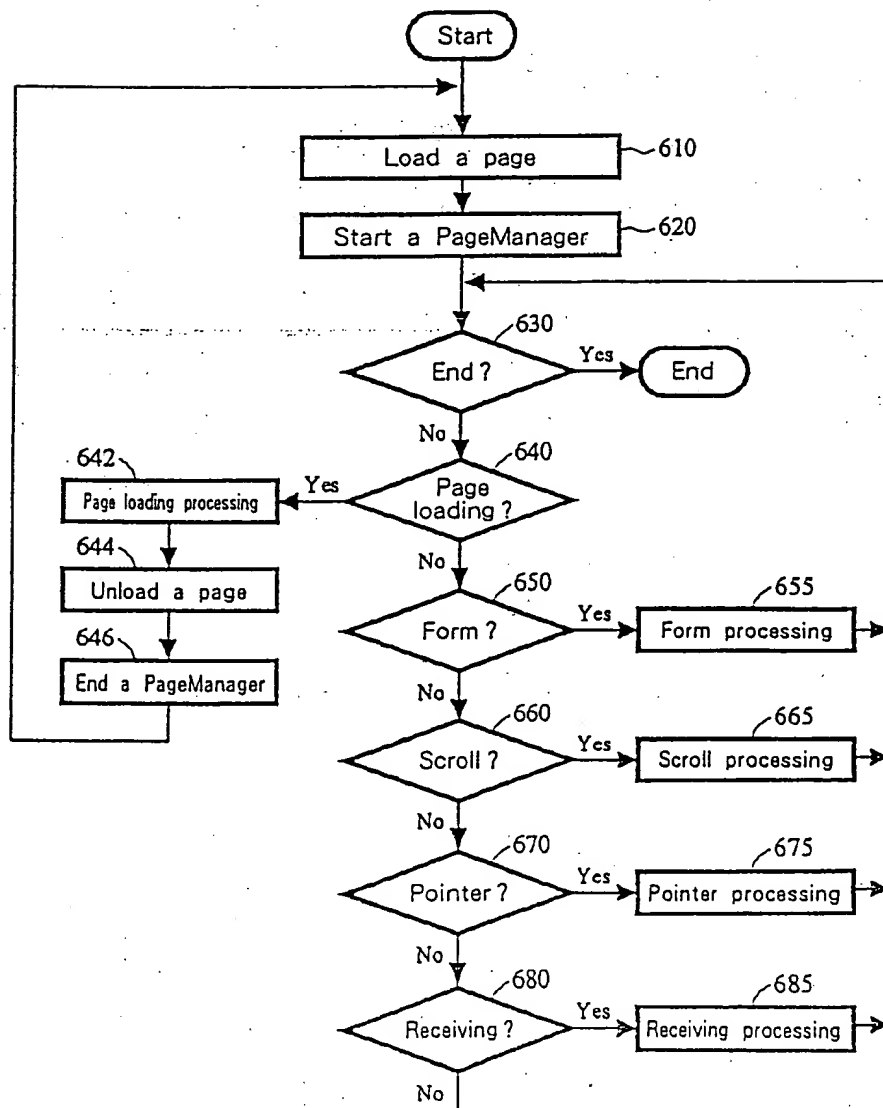 Start
Load a page
610
Start a PageManager
620
630
End ?
Yes
End
No
640
Page
loading ?
Yes
642
Page loading processing
644
Unload a page
646
End a PageManager
No
650
Form ?
Yes
655
Form processing
No
660
Scroll ?
Yes
665
Scroll processing
No
670
Pointer ?
Yes
675
Pointer processing
No
680
Receiving ?
Yes
685
Receiving processing
No